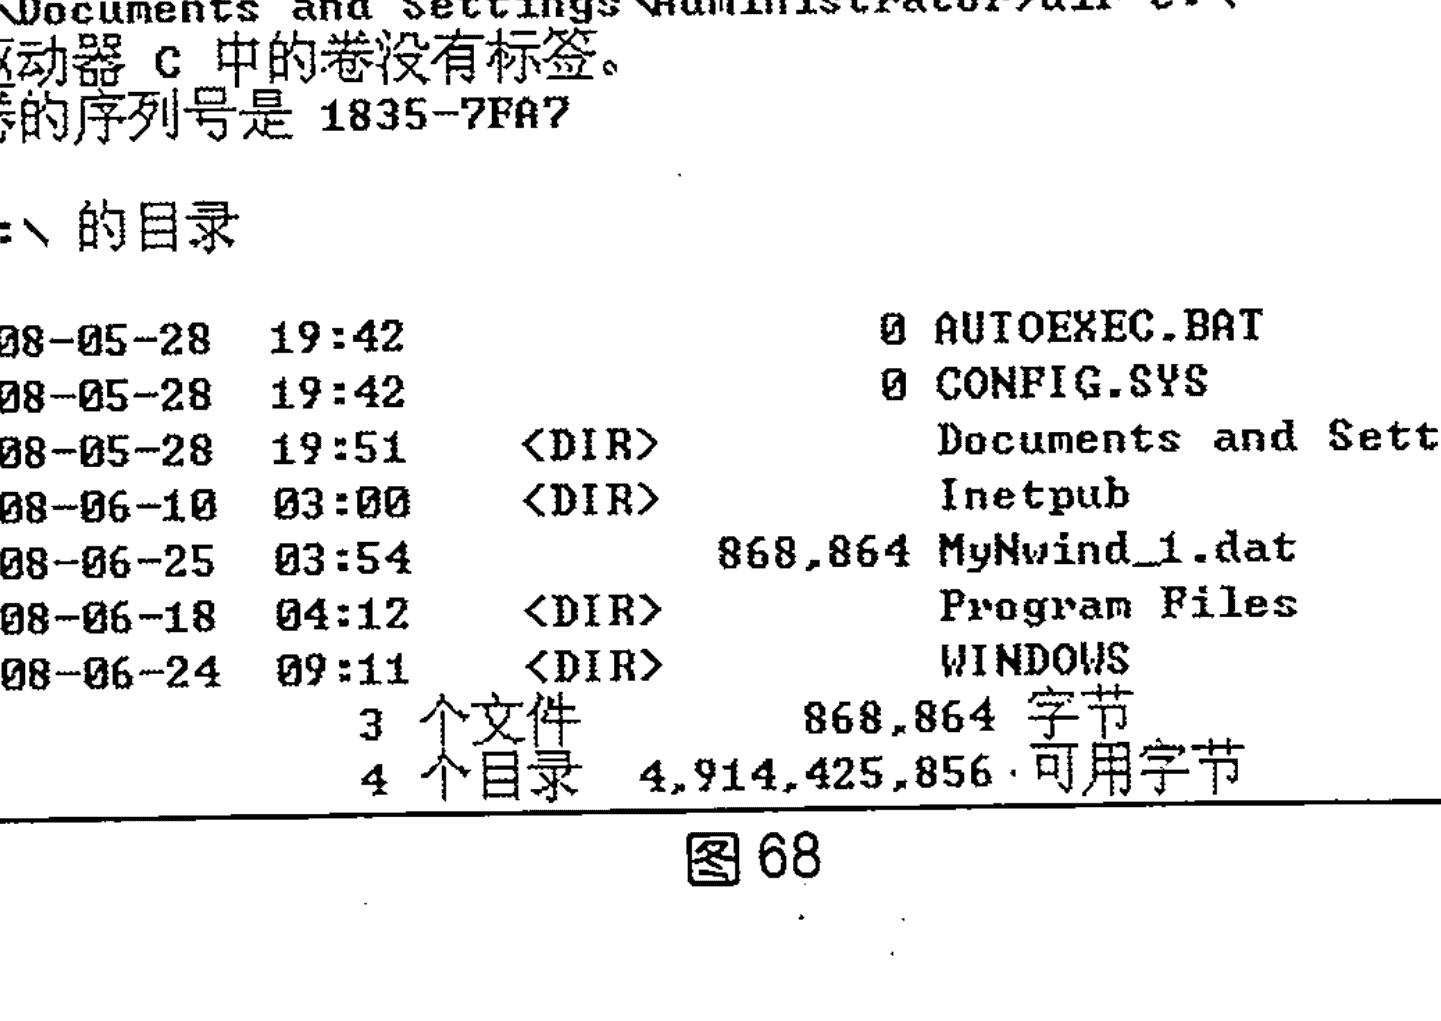 \Documents and Settings\Administrator>dir c:\
驱动器 C 中的卷没有标签。
卷的序列号是 1835-7FA7
:\ 的目录
08-05-28 19:42 0 AUTOEXEC.BAT
08-05-28 19:42 0 CONFIG.SYS
08-05-28 19:51 <DIR> Documents and Sett
08-06-10 03:00 <DIR> Inetpub
08-06-25 03:54 868,864 MyNwind_1.dat
08-06-18 04:12 <DIR> Program Files
08-06-24 09:11 <DIR> WINDOWS
3 个文件 868,864 字节
4 个目录 4,914,425,856 可用字节
图 68